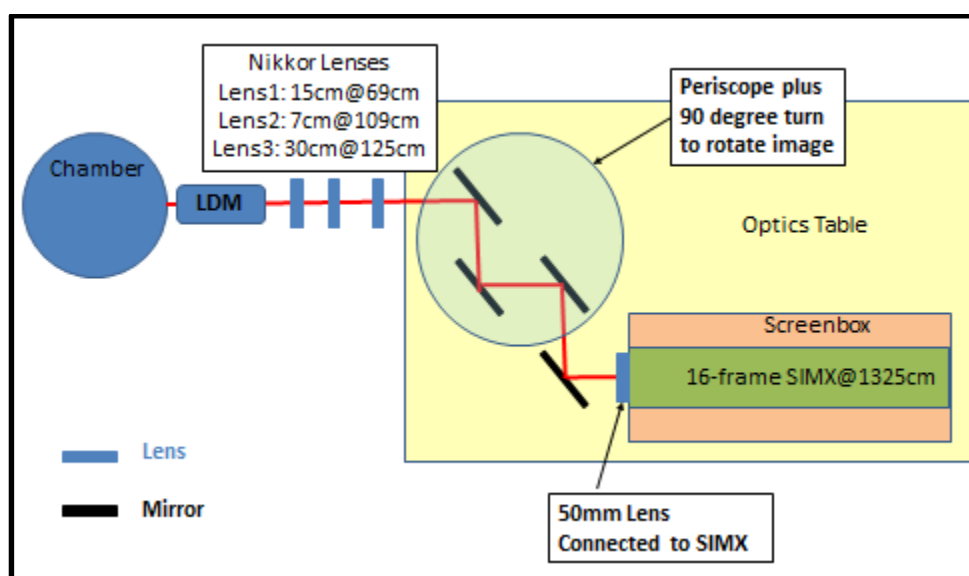 Nikkor Lenses
Lens1: 15cm@69cm
Lens2: 7cm@109cm
Lens3: 30cm@125cm
Periscope plus
90 degree turn
to rotate image
Chamber
LDM
Optics Table
Screenbox
16-frame SIMX@1325cm
Lens
Mirror
50mm Lens
Connected to SIMX